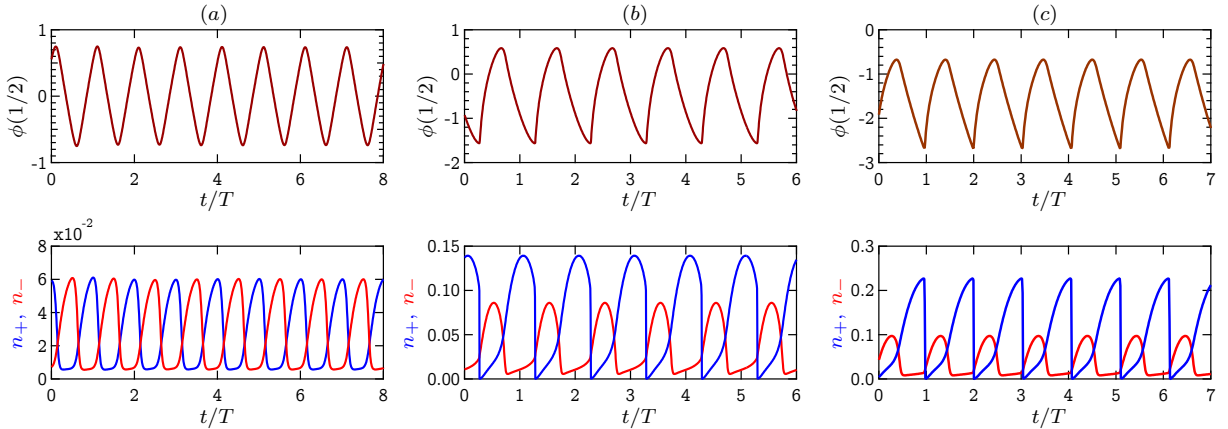 (a)
1
0
-1
ϕ(1/2)
0 2 4 6 8
t/T
(b)
1
0
-1
-2
ϕ(1/2)
0 1 2 3 4 5 6
t/T
(c)
0
-1
-2
-3
ϕ(1/2)
0 1 2 3 4 5 6 7
t/T
x10⁻²
8
6
4
2
0
n₊, n₋
0 2 4 6 8
t/T
0.15
0.10
0.05
0.00
n₊, n₋
0 1 2 3 4 5 6
t/T
0.3
0.2
0.1
0.0
n₊, n₋
0 1 2 3 4 5 6 7
t/T